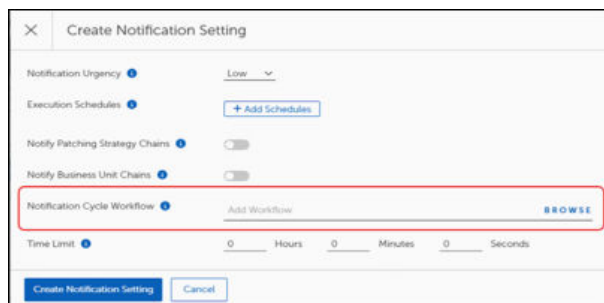 Create Notification Setting
Notification Urgency Low
Execution Schedules + Add Schedules
Notify Patching Strategy Chains
Notify Business Unit Chains
Notification Cycle Workflow Add Workflow BROWSE
Time Limit 0 Hours 0 Minutes 0 Seconds
Create Notification Setting Cancel